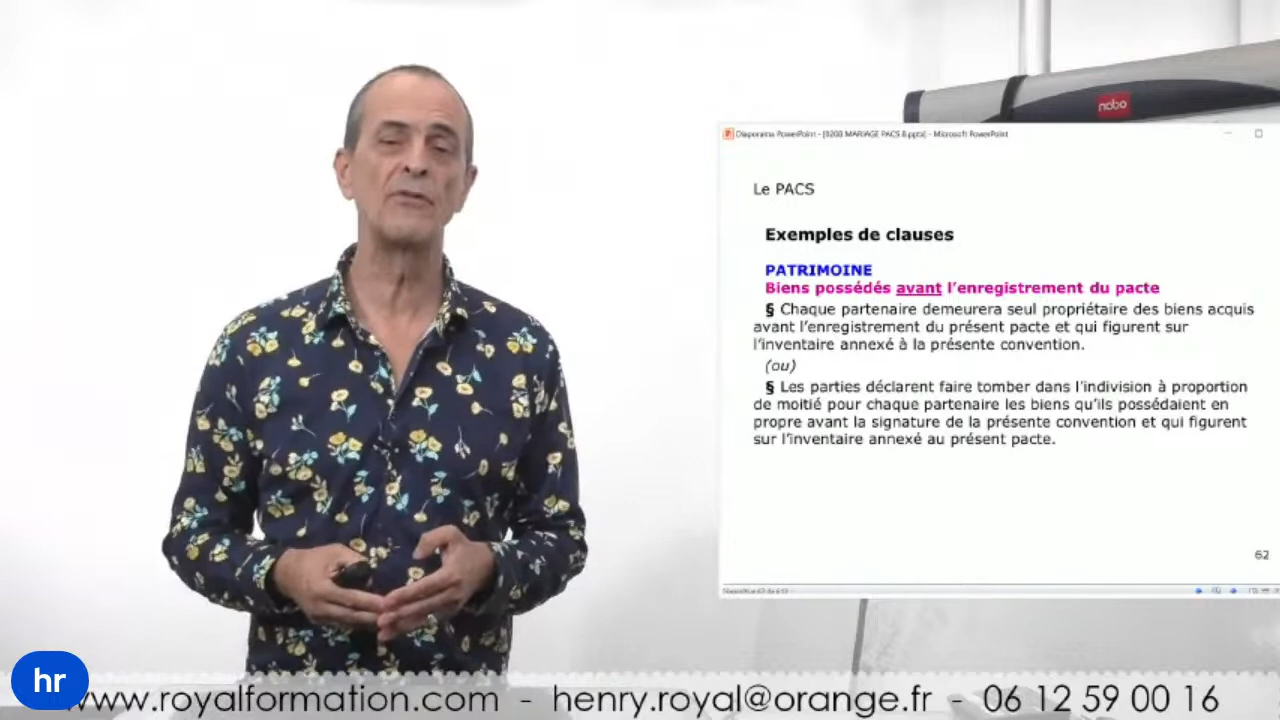 nobo
Diaporama PowerPoint - [0208 MARIAGE PACS 8.pptx] - Microsoft PowerPoint
Le PACS
Exemples de clauses
PATRIMOINE
Biens possédés avant l'enregistrement du pacte
§ Chaque partenaire demeurera seul propriétaire des biens acquis
avant l'enregistrement du présent pacte et qui figurent sur
l'inventaire annexé à la présente convention.
(ou)
§ Les parties déclarent faire tomber dans l'indivision à proportion
de moitié pour chaque partenaire les biens qu'ils possédaient en
propre avant la signature de la présente convention et qui figurent
sur l'inventaire annexé au présent pacte.
62
hr
www.royalformation.com - henry.royal@orange.fr - 06 12 59 00 16